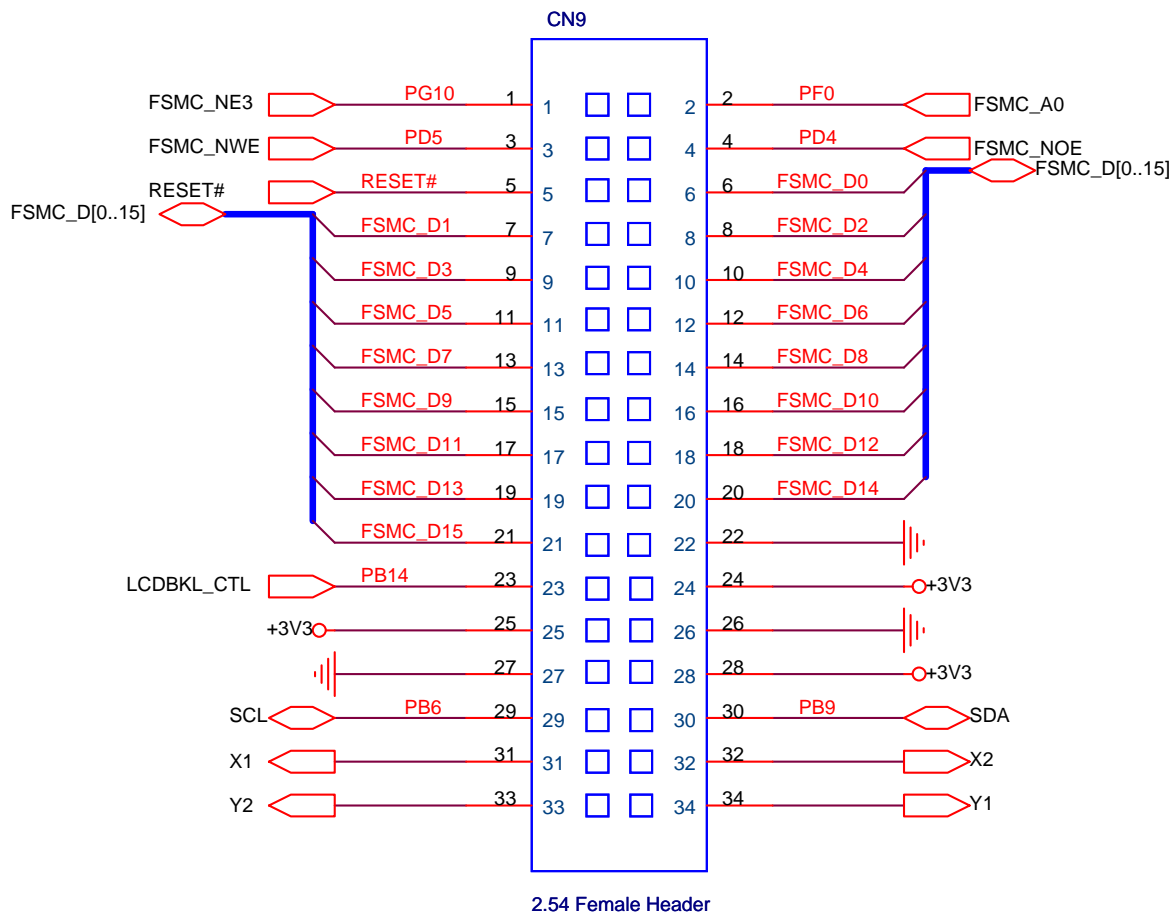 CN9
FSMC_NE3 PG10 1 1 2 2 PF0 FSMC_A0
FSMC_NWE PD5 3 3 4 4 PD4 FSMC_NOE
FSMC_D[0..15]
RESET# RESET# 5 5 6 6 FSMC_D0
FSMC_D[0..15]
FSMC_D1 7 7 8 8 FSMC_D2
FSMC_D3 9 9 10 10 FSMC_D4
FSMC_D5 11 11 12 12 FSMC_D6
FSMC_D7 13 13 14 14 FSMC_D8
FSMC_D9 15 15 16 16 FSMC_D10
FSMC_D11 17 17 18 18 FSMC_D12
FSMC_D13 19 19 20 20 FSMC_D14
FSMC_D15 21 21 22 22
LCDBKL_CTL PB14 23 23 24 24 +3V3
+3V3 25 25 26 26
27 27 28 28 +3V3
SCL PB6 29 29 30 30 PB9 SDA
X1 31 31 32 32 X2
Y2 33 33 34 34 Y1
2.54 Female Header